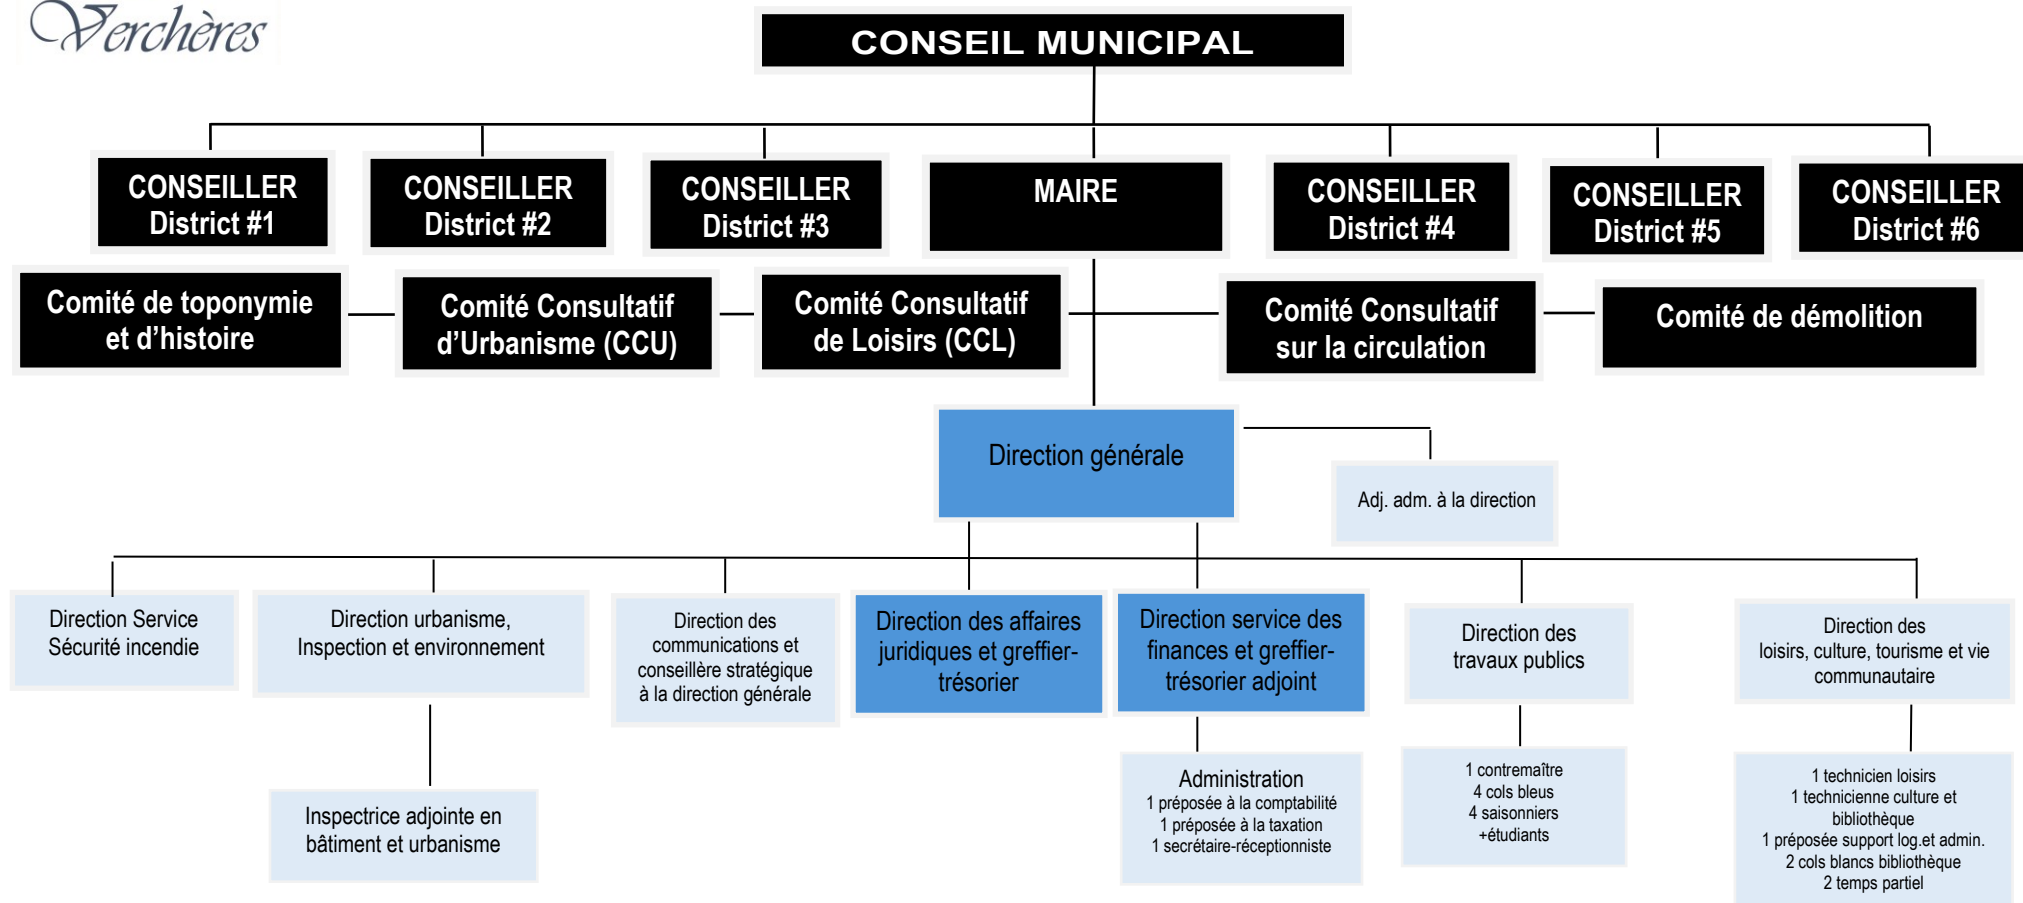 Verchères
CONSEIL MUNICIPAL
CONSEILLER
District #1
CONSEILLER
District #2
CONSEILLER
District #3
MAIRE
CONSEILLER
District #4
CONSEILLER
District #5
CONSEILLER
District #6
Comité de toponymie
et d’histoire
Comité Consultatif
d’Urbanisme (CCU)
Comité Consultatif
de Loisirs (CCL)
Comité Consultatif
sur la circulation
Comité de démolition
Direction générale
Adj. adm. à la direction
Direction Service
Sécurité incendie
Direction urbanisme,
Inspection et environnement
Direction des
communications et
conseillère stratégique
à la direction générale
Direction des affaires
juridiques et greffier-
trésorier
Direction service des
finances et greffier-
trésorier adjoint
Direction des
travaux publics
Direction des
loisirs, culture, tourisme et vie
communautaire
Inspectrice adjointe en
bâtiment et urbanisme
Administration
1 préposée à la comptabilité
1 préposée à la taxation
1 secrétaire-réceptionniste
1 contremaître
4 cols bleus
4 saisonniers
+étudiants
1 technicien loisirs
1 technicienne culture et
bibliothèque
1 préposée support log.et admin.
2 cols blancs bibliothèque
2 temps partiel